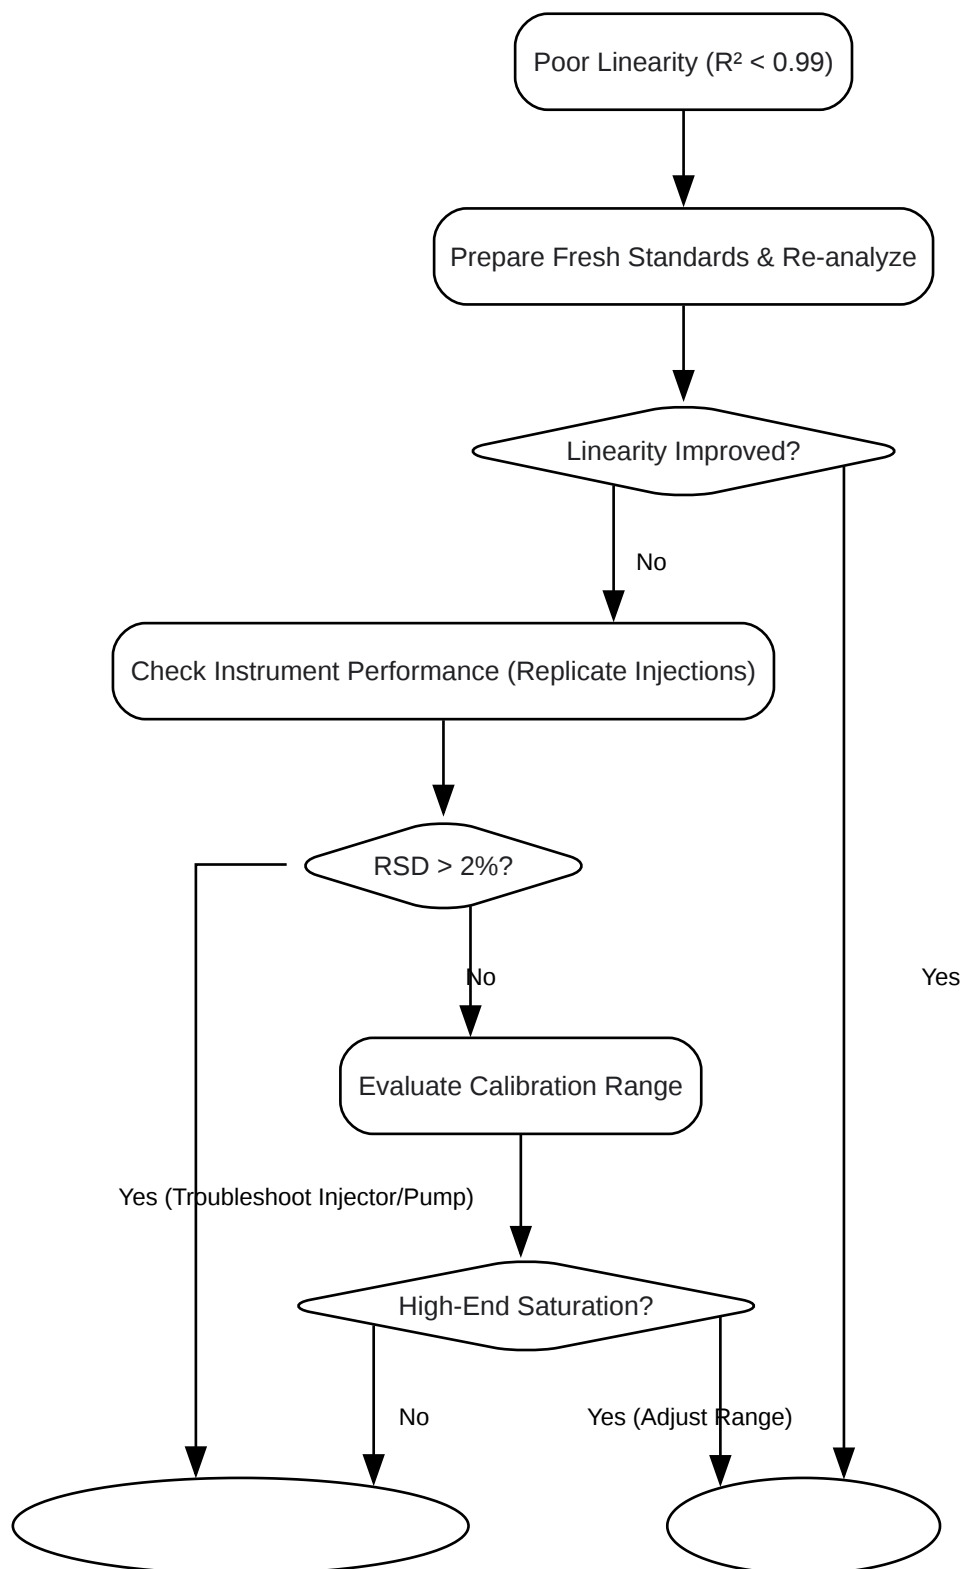 Poor Linearity (R² < 0.99)
Prepare Fresh Standards & Re-analyze
Linearity Improved?
No
Check Instrument Performance (Replicate Injections)
RSD > 2%?
No
Yes
Evaluate Calibration Range
Yes (Troubleshoot Injector/Pump)
High-End Saturation?
No
Yes (Adjust Range)